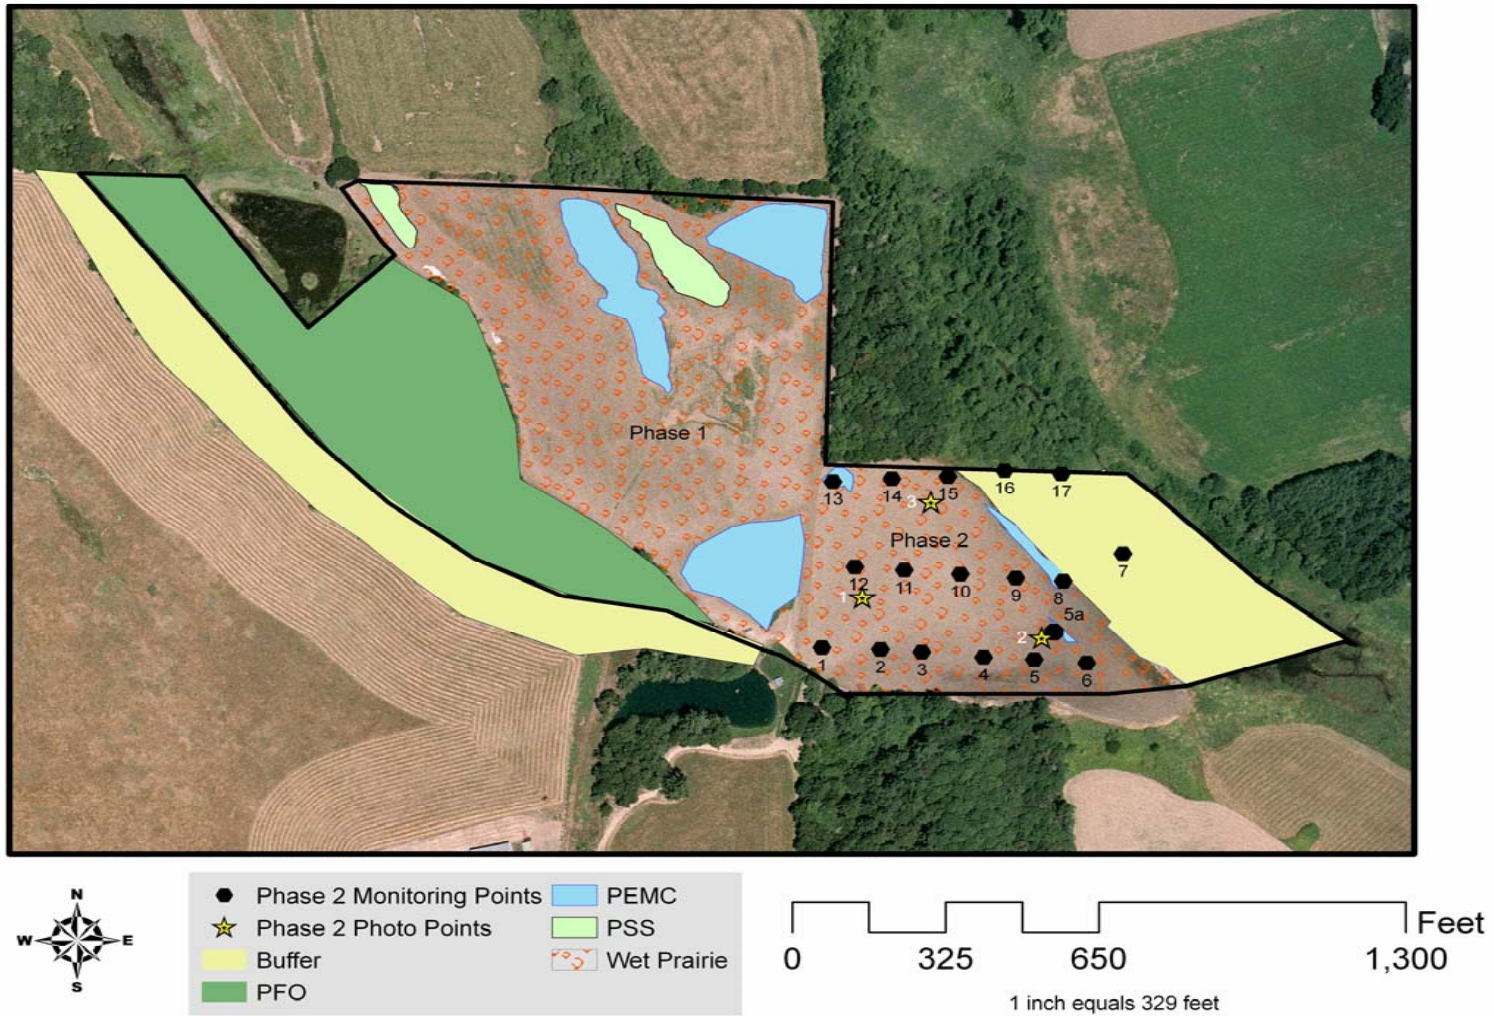 Phase 1
13
14
15
16
17
3
Phase 2
7
12
11
10
9
8
1
5a
2
1
2
3
4
5
6
N
W E
S
Phase 2 Monitoring Points
Phase 2 Photo Points
Buffer
PFO
PEMC
PSS
Wet Prairie
Feet
0 325 650 1,300
1 inch equals 329 feet